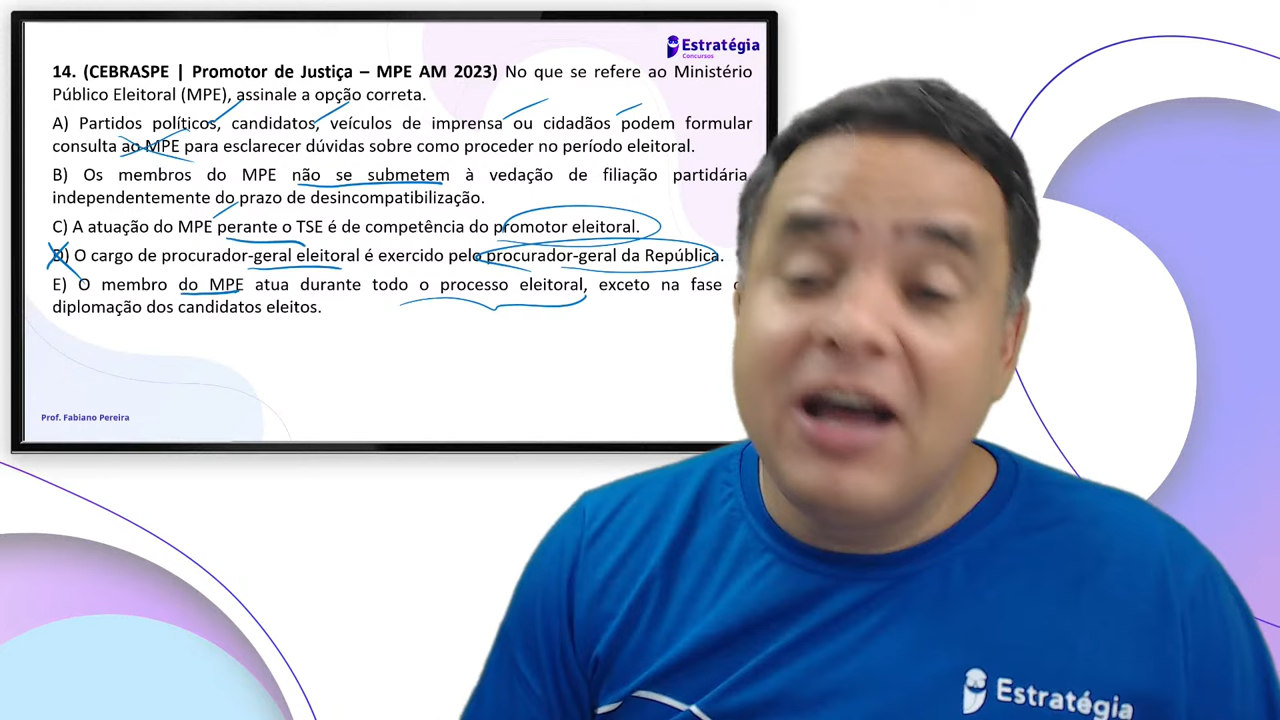 Estratégia
Concursos
14. (CEBRASPE | Promotor de Justiça – MPE AM 2023) No que se refere ao Ministério
Público Eleitoral (MPE), assinale a opção correta.
A) Partidos políticos, candidatos, veículos de imprensa ou cidadãos podem formular
consulta ao MPE para esclarecer dúvidas sobre como proceder no período eleitoral.
B) Os membros do MPE não se submetem à vedação de filiação partidária,
independentemente do prazo de desincompatibilização.
C) A atuação do MPE perante o TSE é de competência do promotor eleitoral.
D) O cargo de procurador-geral eleitoral é exercido pelo procurador-geral da República.
E) O membro do MPE atua durante todo o processo eleitoral, exceto na fase
diplomação dos candidatos eleitos.
Prof. Fabiano Pereira
Estratégia